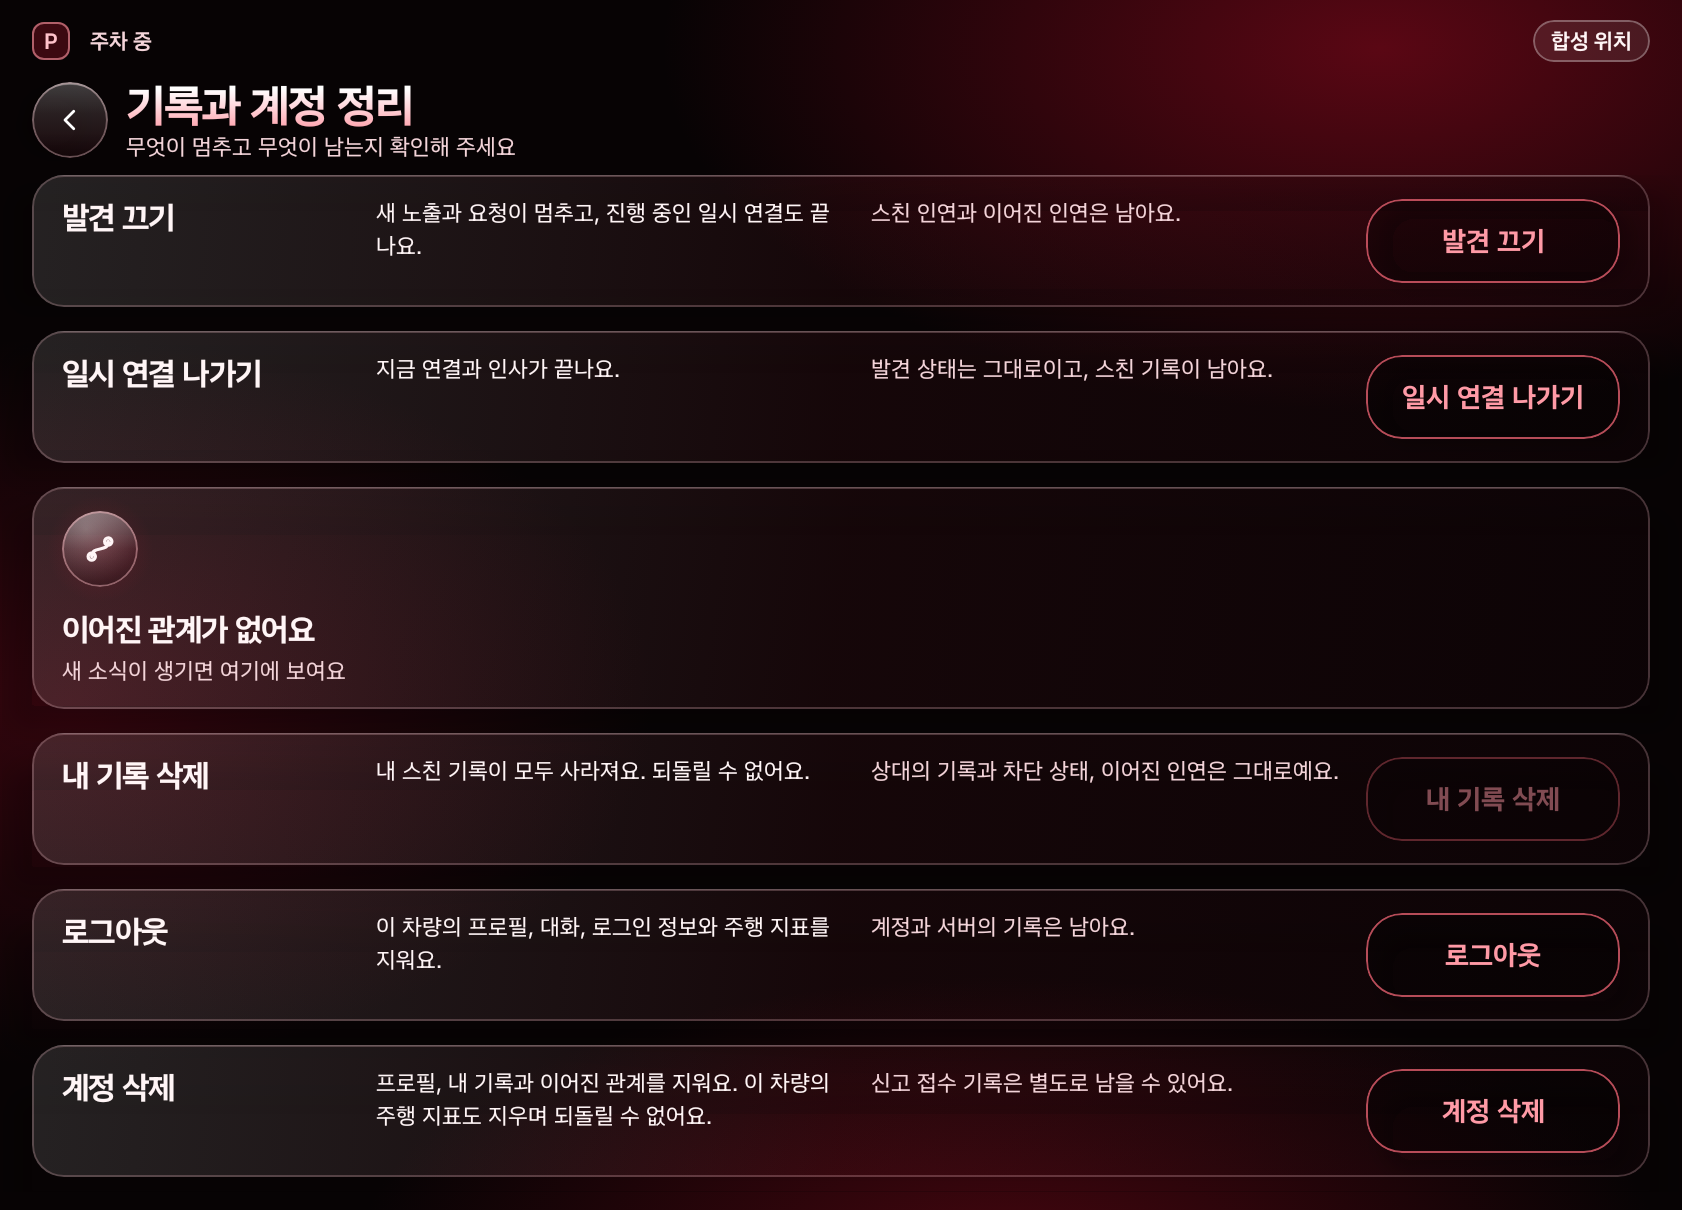 P 주차 중
합성 위치
기록과 계정 정리
무엇이 멈추고 무엇이 남는지 확인해 주세요
발견 끄기
새 노출과 요청이 멈추고, 진행 중인 일시 연결도 끝
나요.
스친 인연과 이어진 인연은 남아요.
발견 끄기
일시 연결 나가기
지금 연결과 인사가 끝나요.
발견 상태는 그대로이고, 스친 기록이 남아요.
일시 연결 나가기
이어진 관계가 없어요
새 소식이 생기면 여기에 보여요
내 기록 삭제
내 스친 기록이 모두 사라져요. 되돌릴 수 없어요.
상대의 기록과 차단 상태, 이어진 인연은 그대로예요.
내 기록 삭제
로그아웃
이 차량의 프로필, 대화, 로그인 정보와 주행 지표를
지워요.
계정과 서버의 기록은 남아요.
로그아웃
계정 삭제
프로필, 내 기록과 이어진 관계를 지워요. 이 차량의
주행 지표도 지우며 되돌릴 수 없어요.
신고 접수 기록은 별도로 남을 수 있어요.
계정 삭제